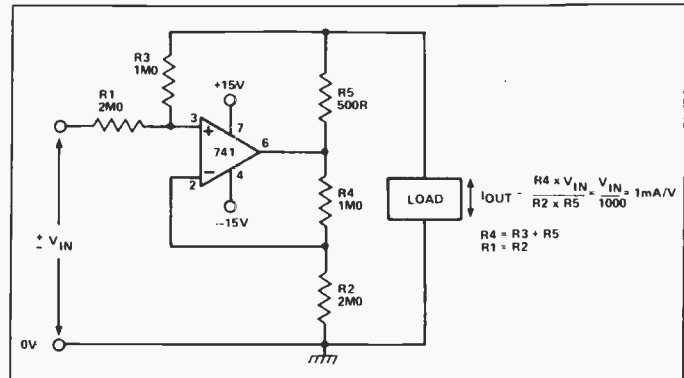 R3
1M0
R1
2M0
+15V
3
7
+
741
6
−
2
4
−15V
R5
500R
R4
1M0
R2
2M0
LOAD
IOUT - R4 x VIN / R2 x R5 = VIN / 1000 = 1mA/V
R4 = R3 + R5
R1 = R2
± VIN
0V